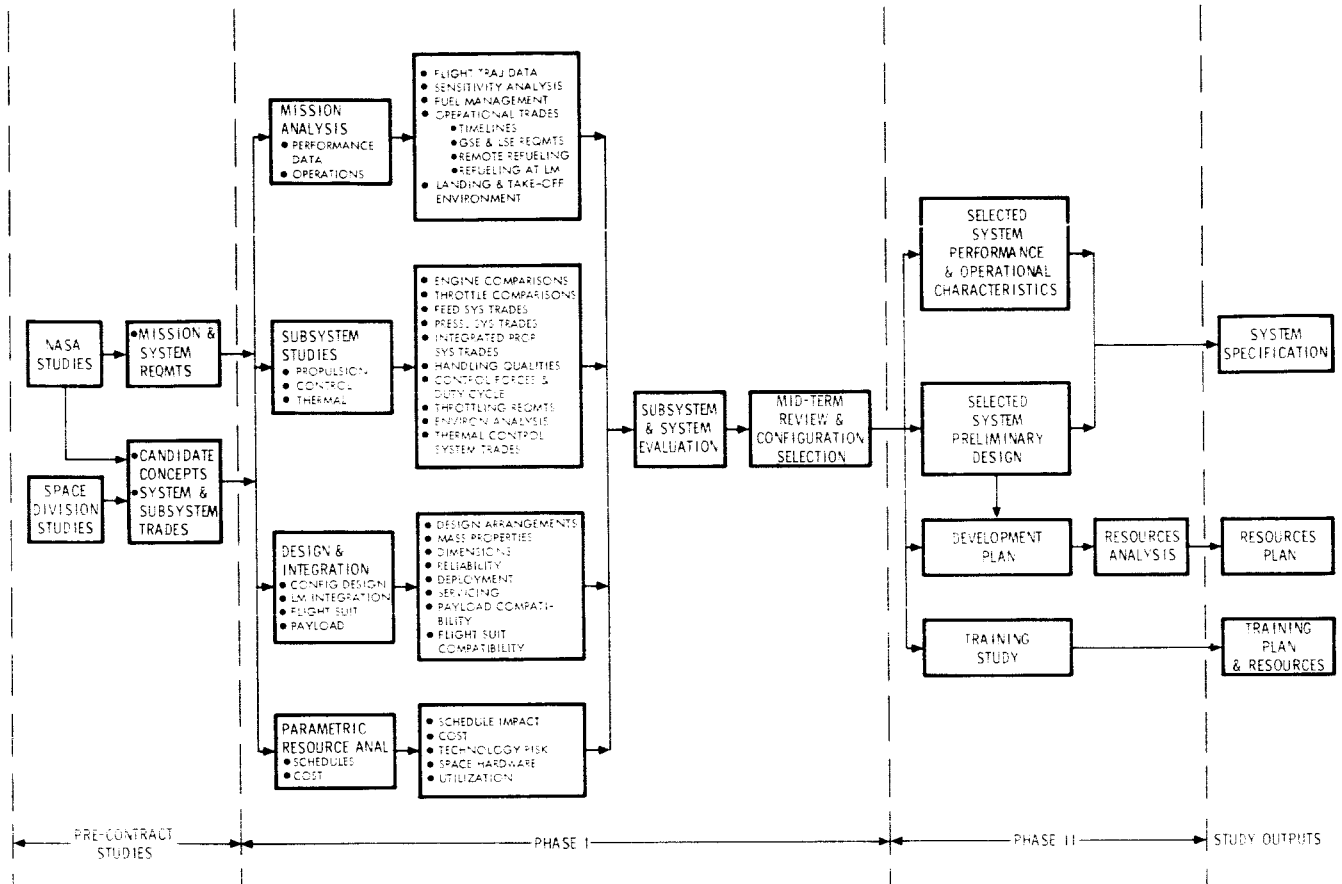 NASA
STUDIES
• MISSION &
SYSTEM
REQMTS
SPACE
DIVISION
STUDIES
• CANDIDATE
CONCEPTS
• SYSTEM &
SUBSYSTEM
TRADES
MISSION
ANALYSIS
• PERFORMANCE
DATA
• OPERATIONS
• FLIGHT TRAJ DATA
• SENSITIVITY ANALYSIS
• FUEL MANAGEMENT
• OPERATIONAL TRADES
• TIMELINES
• GSE & LSE REQMTS
• REMOTE REFUELING
• REFUELING AT LM
• LANDING & TAKE-OFF
ENVIRONMENT
SUBSYSTEM
STUDIES
• PROPULSION
• CONTROL
• THERMAL
• ENGINE COMPARISONS
• THROTTLE COMPARISONS
• FEED SYS TRADES
• PRESS SYS TRADES
• INTEGRATED PROP
SYS TRADES
• HANDLING QUALITIES
• CONTROL FORCES &
DUTY CYCLE
• THROTTLING REQMTS
• ENVIRON ANALYSIS
• THERMAL CONTROL
SYSTEM TRADES
DESIGN &
INTEGRATION
• CONFIG DESIGN
• LM INTEGRATION
• FLIGHT SUIT
• PAYLOAD
• DESIGN ARRANGEMENTS
• MASS PROPERTIES
• DIMENSIONS
• RELIABILITY
• DEPLOYMENT
• SERVICING
• PAYLOAD COMPATI-
BILITY
• FLIGHT SUIT
COMPATIBILITY
PARAMETRIC
RESOURCE ANAL
• SCHEDULES
• COST
• SCHEDULE IMPACT
• COST
• TECHNOLOGY RISK
• SPACE HARDWARE
• UTILIZATION
SUBSYSTEM
& SYSTEM
EVALUATION
MID-TERM
REVIEW &
CONFIGURATION
SELECTION
SELECTED
SYSTEM
PERFORMANCE
& OPERATIONAL
CHARACTERISTICS
SELECTED
SYSTEM
PRELIMINARY
DESIGN
DEVELOPMENT
PLAN
RESOURCES
ANALYSIS
TRAINING
STUDY
SYSTEM
SPECIFICATION
RESOURCES
PLAN
TRAINING
PLAN
& RESOURCES
PRE-CONTRACT
STUDIES
PHASE I
PHASE II
STUDY OUTPUTS